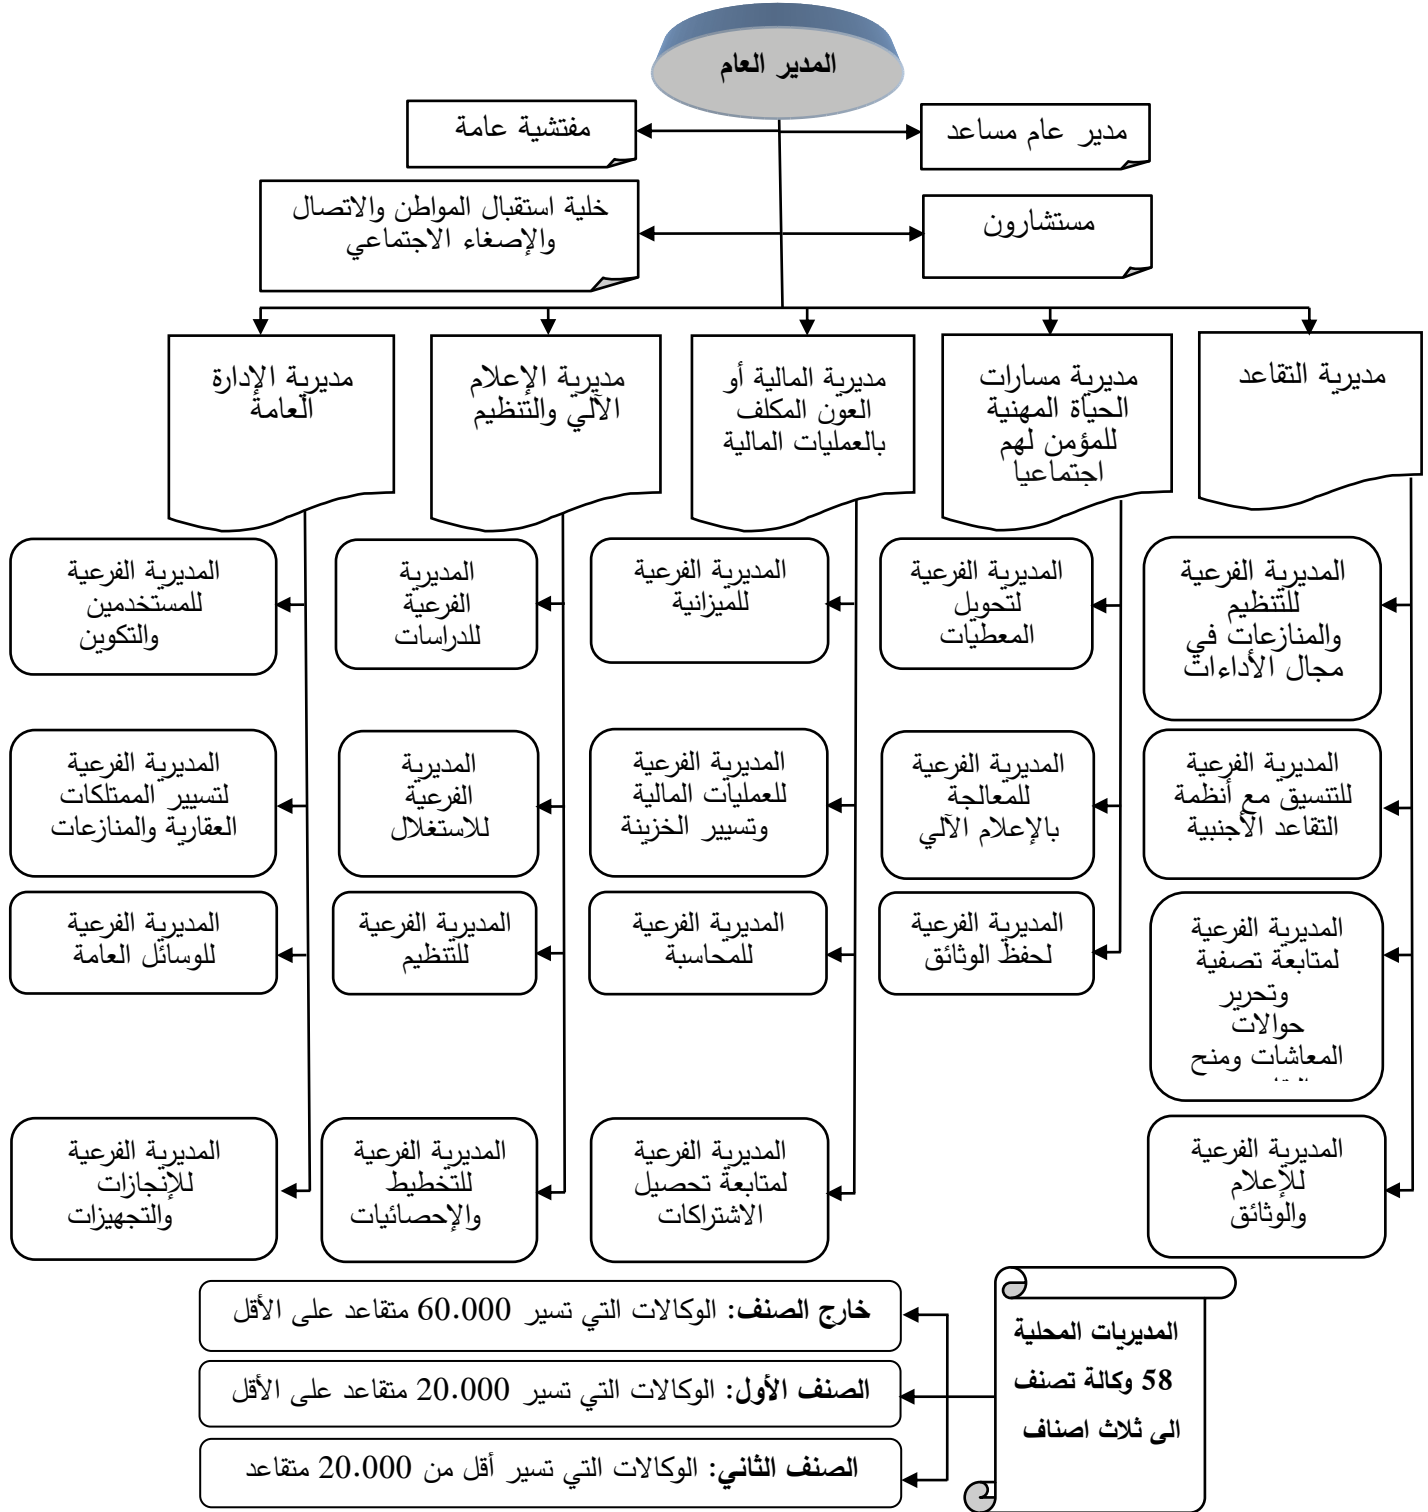 المدير العام
مدير عام مساعد
مفتشية عامة
مستشارون
خلية استقبال المواطن والاتصال
والإصغاء الاجتماعي
مديرية التقاعد
مديرية مسارات
الحياة المهنية
للمؤمن لهم
اجتماعيا
مديرية المالية أو
العون المكلف
بالعمليات المالية
مديرية الإعلام
الآلي والتنظيم
مديرية الإدارة
العامة
المديرية الفرعية
للتنظيم
والمنازعات في
مجال الأداءات
المديرية الفرعية
لتحويل
المعطيات
المديرية الفرعية
للميزانية
المديرية
الفرعية
للدراسات
المديرية الفرعية
للمستخدمين
والتكوين
المديرية الفرعية
للتنسيق مع أنظمة
التقاعد الأجنبية
المديرية الفرعية
للمعالجة
بالإعلام الآلي
المديرية الفرعية
للعمليات المالية
وتسيير الخزينة
المديرية
الفرعية
للاستغلال
المديرية الفرعية
لتسيير الممتلكات
العقارية والمنازعات
المديرية الفرعية
لمتابعة تصفية
وتحرير
حوالات
المعاشات ومنح
المديرية الفرعية
لحفظ الوثائق
المديرية الفرعية
للمحاسبة
المديرية الفرعية
للتنظيم
المديرية الفرعية
للوسائل العامة
المديرية الفرعية
للإعلام
والوثائق
المديرية الفرعية
لمتابعة تحصيل
الاشتراكات
المديرية الفرعية
للتخطيط
والإحصائيات
المديرية الفرعية
للإنجازات
والتجهيزات
المديريات المحلية
58 وكالة تصنف
الى ثلاث اصناف
خارج الصنف: الوكالات التي تسير 60.000 متقاعد على الأقل
الصنف الأول: الوكالات التي تسير 20.000 متقاعد على الأقل
الصنف الثاني: الوكالات التي تسير أقل من 20.000 متقاعد